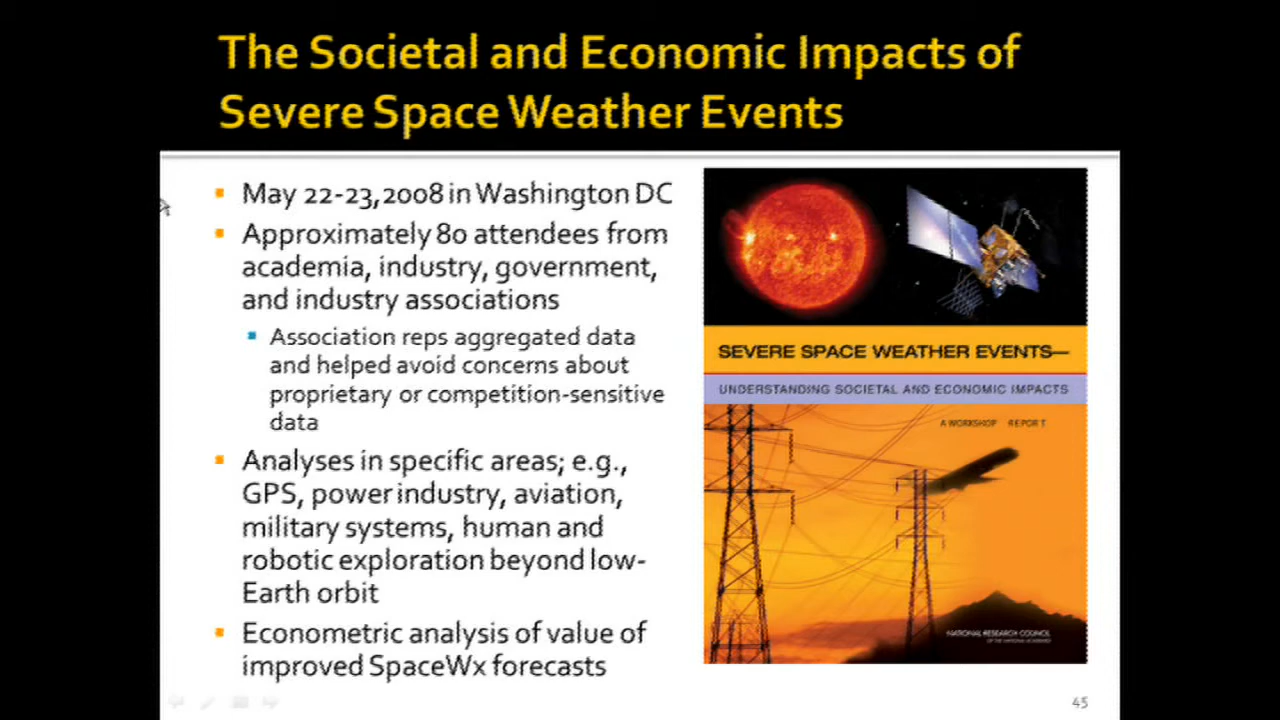 The Societal and Economic Impacts of
Severe Space Weather Events
May 22-23,2008 in Washington DC
Approximately 80 attendees from
academia, industry, government,
and industry associations
Association reps aggregated data
and helped avoid concerns about
proprietary or competition-sensitive
data
Analyses in specific areas; e.g.,
GPS, power industry, aviation,
military systems, human and
robotic exploration beyond low-
Earth orbit
Econometric analysis of value of
improved SpaceWx forecasts
SEVERE SPACE WEATHER EVENTS—
UNDERSTANDING SOCIETAL AND ECONOMIC IMPACTS
A WORKSHOP REPORT
NATIONAL RESEARCH COUNCIL
OF THE NATIONAL ACADEMIES
45